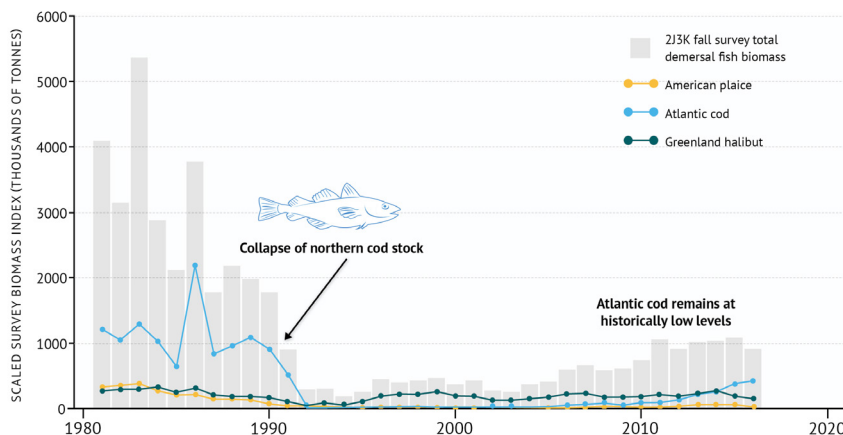 SCALED SURVEY BIOMASS INDEX (THOUSANDS OF TONNES)
6000
5000
4000
3000
2000
1000
0
2J3K fall survey total
demersal fish biomass
American plaice
Atlantic cod
Greenland halibut
Collapse of northern cod stock
Atlantic cod remains at
historically low levels
1980
1990
2000
2010
2020